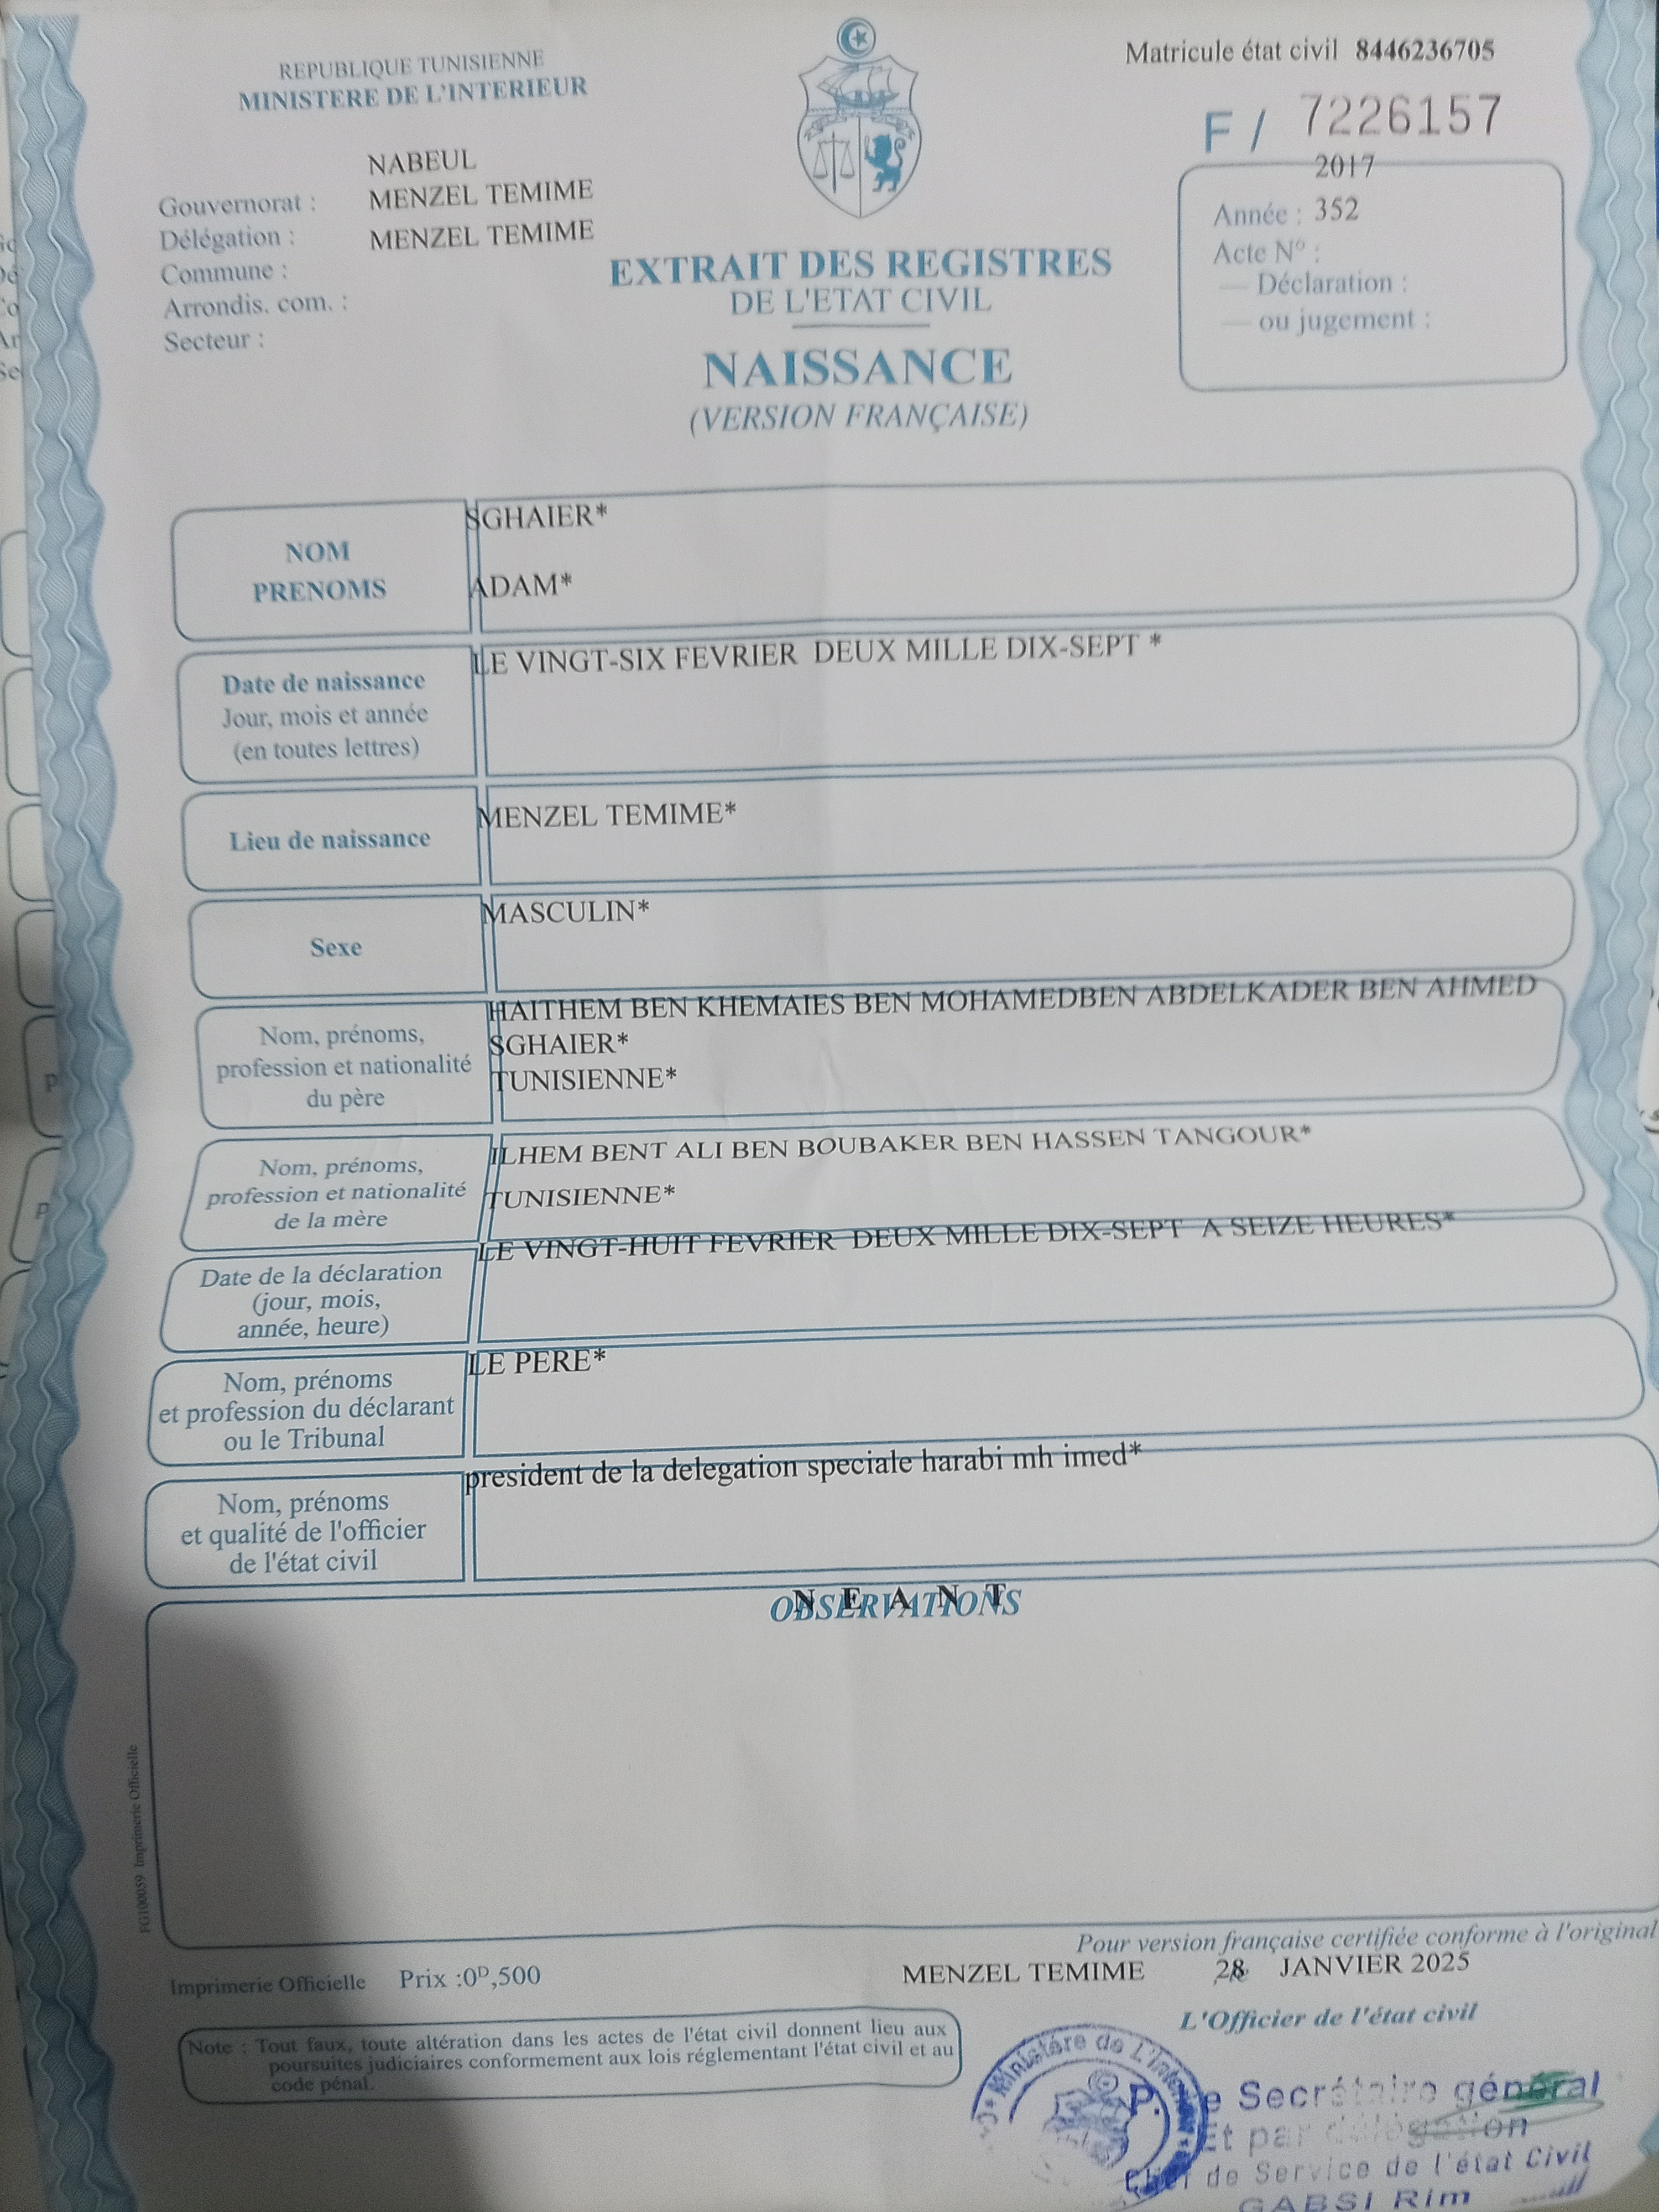 REPUBLIQUE TUNISIENNE
MINISTERE DE L'INTERIEUR
Matricule état civil 8446236705
F / 7226157
NABEUL
Gouvernorat : MENZEL TEMIME
Délégation : MENZEL TEMIME
Commune :
Arrondis. com. :
Secteur :
2017
Année : 352
Acte N° :
— Déclaration :
— ou jugement :
EXTRAIT DES REGISTRES
DE L'ETAT CIVIL
NAISSANCE
(VERSION FRANÇAISE)
NOM
PRENOMS
SGHAIER*
ADAM*
Date de naissance
Jour, mois et année
(en toutes lettres)
LE VINGT-SIX FEVRIER DEUX MILLE DIX-SEPT *
Lieu de naissance
MENZEL TEMIME*
Sexe
MASCULIN*
Nom, prénoms,
profession et nationalité
du père
HAITHEM BEN KHEMAIES BEN MOHAMEDBEN ABDELKADER BEN AHMED
SGHAIER*
TUNISIENNE*
Nom, prénoms,
profession et nationalité
de la mère
ILHEM BENT ALI BEN BOUBAKER BEN HASSEN TANGOUR*
TUNISIENNE*
Date de la déclaration
(jour, mois,
année, heure)
LE VINGT-HUIT FEVRIER DEUX MILLE DIX-SEPT A SEIZE HEURES*
Nom, prénoms
et profession du déclarant
ou le Tribunal
LE PERE*
Nom, prénoms
et qualité de l'officier
de l'état civil
president de la delegation speciale harabi mh imed*
OBSERVATIONS
N E A N T
FG100059 Imprimerie Officielle
Pour version française certifiée conforme à l'original
Imprimerie Officielle Prix :0ᴰ,500
MENZEL TEMIME 28 JANVIER 2025
L'Officier de l'état civil
Note : Tout faux, toute altération dans les actes de l'état civil donnent lieu aux
poursuites judiciaires conformement aux lois réglementant l'état civil et au
code pénal.
Ministère de L'Intérieur
P. le Secrétaire général
Et par délégation
Chef de Service de l'état Civil
GABSI Rim